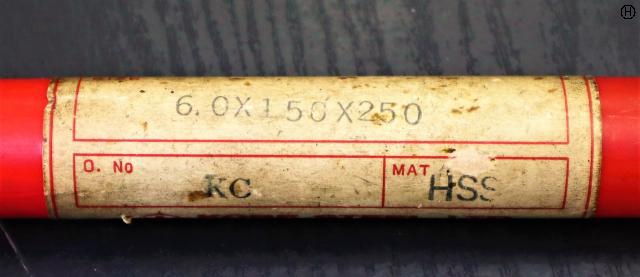 6.0X150X250
O. No
KC
MAT
HSS
H